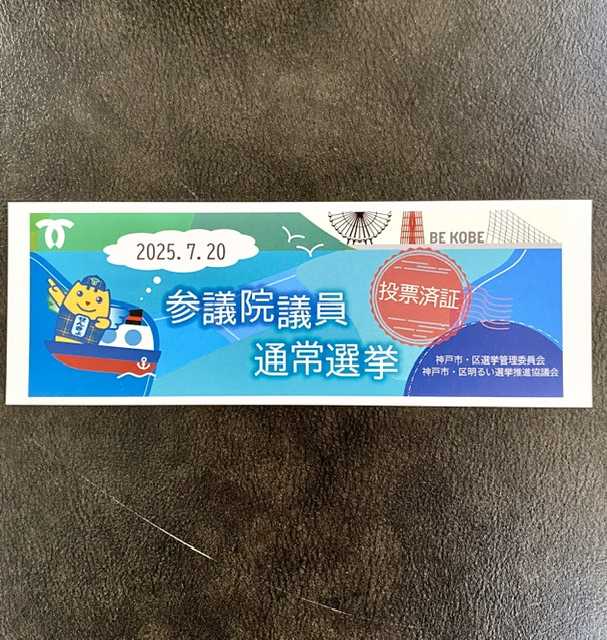 BE KOBE
2025.7.20
参議院議員
通常選挙
投票済証
神戸市・区選挙管理委員会
神戸市・区明るい選挙推進協議会